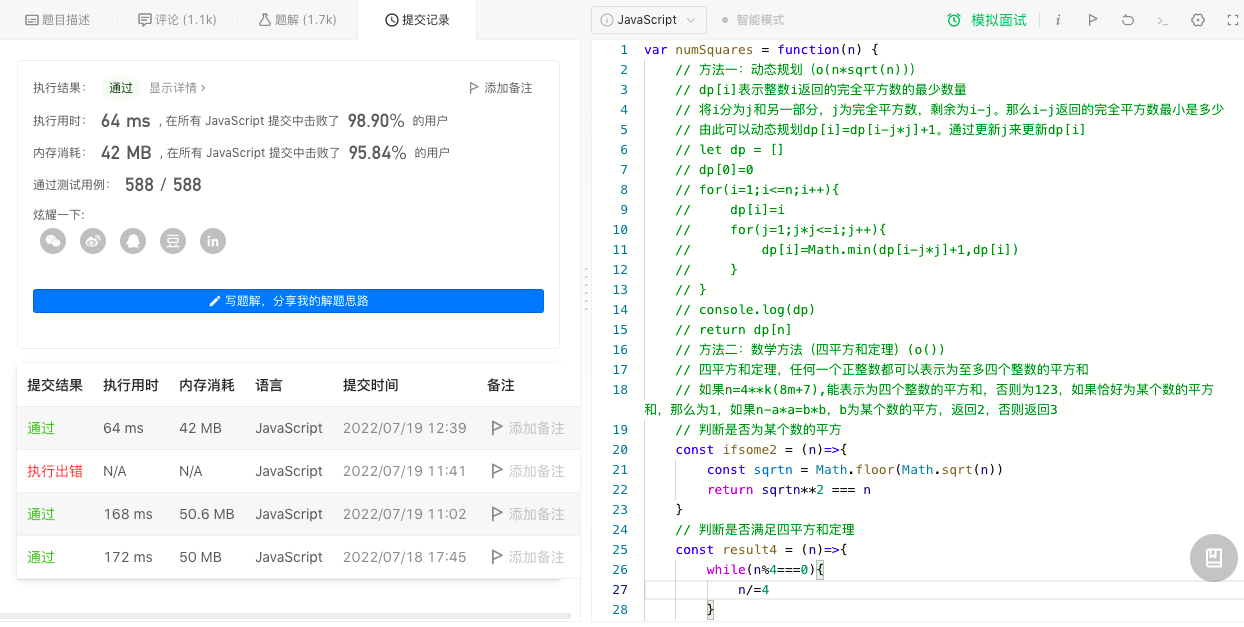 题目描述 评论 (1.1k) 题解 (1.7k) 提交记录
执行结果： 通过 显示详情 ›
添加备注
执行用时： 64 ms , 在所有 JavaScript 提交中击败了 98.90% 的用户
内存消耗： 42 MB , 在所有 JavaScript 提交中击败了 95.84% 的用户
通过测试用例： 588 / 588
炫耀一下:
豆 in
写题解，分享我的解题思路
提交结果 执行用时 内存消耗 语言 提交时间 备注
通过 64 ms 42 MB JavaScript 2022/07/19 12:39 添加备注
执行出错 N/A N/A JavaScript 2022/07/19 11:41 添加备注
通过 168 ms 50.6 MB JavaScript 2022/07/19 11:02 添加备注
通过 172 ms 50 MB JavaScript 2022/07/18 17:45 添加备注
JavaScript 智能模式 模拟面试
1 var numSquares = function(n) {
2 // 方法一：动态规划（o(n*sqrt(n)))
3 // dp[i]表示整数i返回的完全平方数的最少数量
4 // 将i分为j和另一部分，j为完全平方数，剩余为i-j。那么i-j返回的完全平方数最小是多少
5 // 由此可以动态规划dp[i]=dp[i-j*j]+1。通过更新j来更新dp[i]
6 // let dp = []
7 // dp[0]=0
8 // for(i=1;i<=n;i++){
9 //     dp[i]=i
10 //     for(j=1;j*j<=i;j++){
11 //         dp[i]=Math.min(dp[i-j*j]+1,dp[i])
12 //     }
13 // }
14 // console.log(dp)
15 // return dp[n]
16 // 方法二：数学方法（四平方和定理）(o())
17 // 四平方和定理，任何一个正整数都可以表示为至多四个整数的平方和
18 // 如果n=4**k(8m+7),能表示为四个整数的平方和，否则为123，如果恰好为某个数的平方
和，那么为1，如果n-a*a=b*b，b为某个数的平方，返回2，否则返回3
19 // 判断是否为某个数的平方
20 const ifsome2 = (n)=>{
21 const sqrtn = Math.floor(Math.sqrt(n))
22 return sqrtn**2 === n
23 }
24 // 判断是否满足四平方和定理
25 const result4 = (n)=>{
26 while(n%4===0){
27 n/=4
28 }